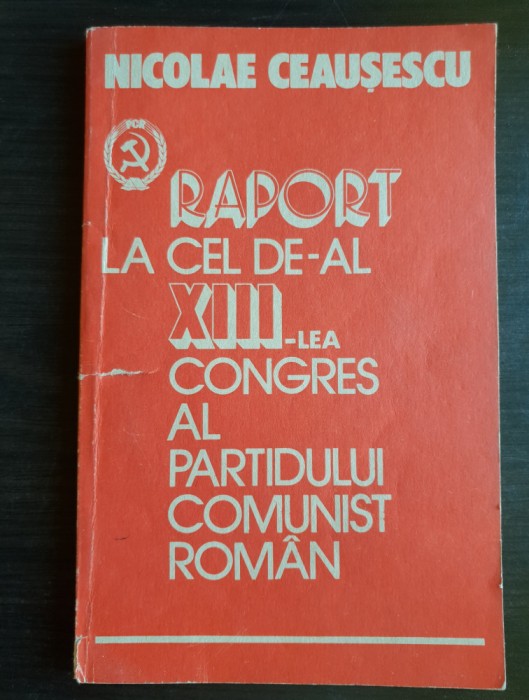 NICOLAE CEAUȘESCU
PCR
RAPORT
LA CEL DE-AL
XIII-LEA
CONGRES
AL
PARTIDULUI
COMUNIST
ROMÂN